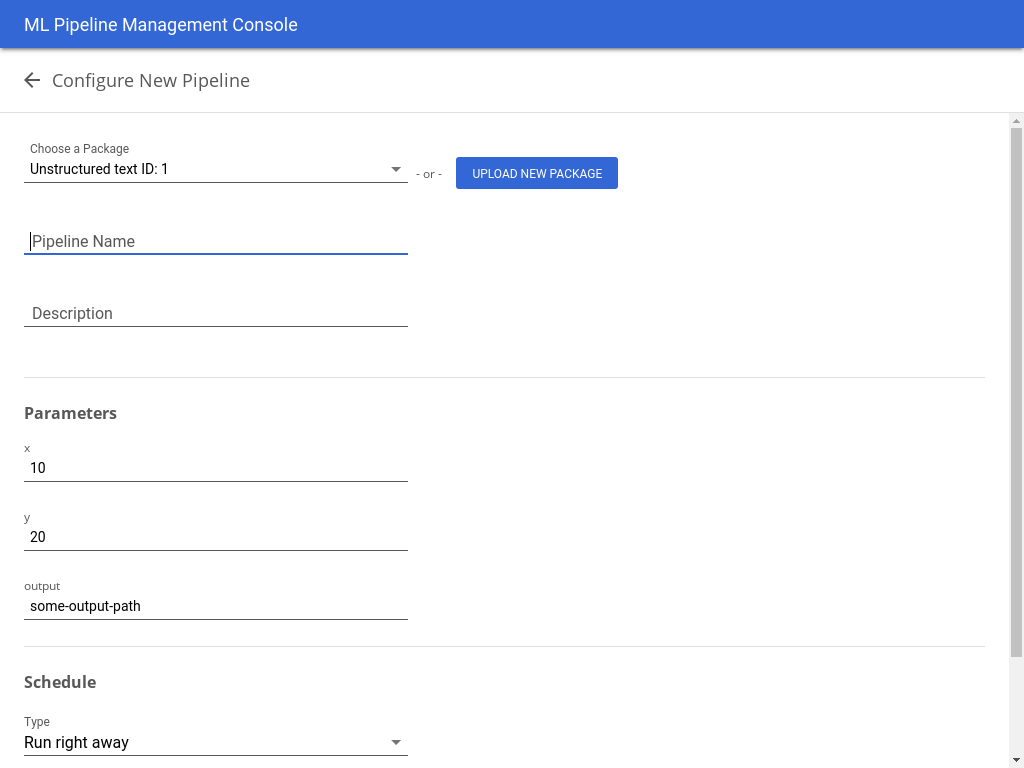 ML Pipeline Management Console
Configure New Pipeline
Choose a Package
Unstructured text ID: 1
- or -
UPLOAD NEW PACKAGE
Pipeline Name
Description
Parameters
x
10
y
20
output
some-output-path
Schedule
Type
Run right away